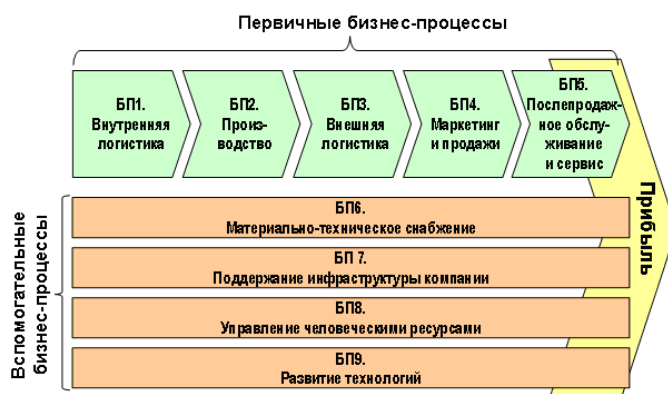 Первичные бизнес-процессы
БП1.
Внутренняя
логистика
БП2.
Произ-
водство
БП3.
Внешняя
логистика
БП4.
Маркетинг
и продажи
БП5.
Послепродаж-
ное обслу-
живание
и сервис
Вспомогательные
бизнес-процессы
БП6.
Материально-техническое снабжение
БП 7.
Поддержание инфраструктуры компании
БП8.
Управление человеческими ресурсами
БП9.
Развитие технологий
Прибыль